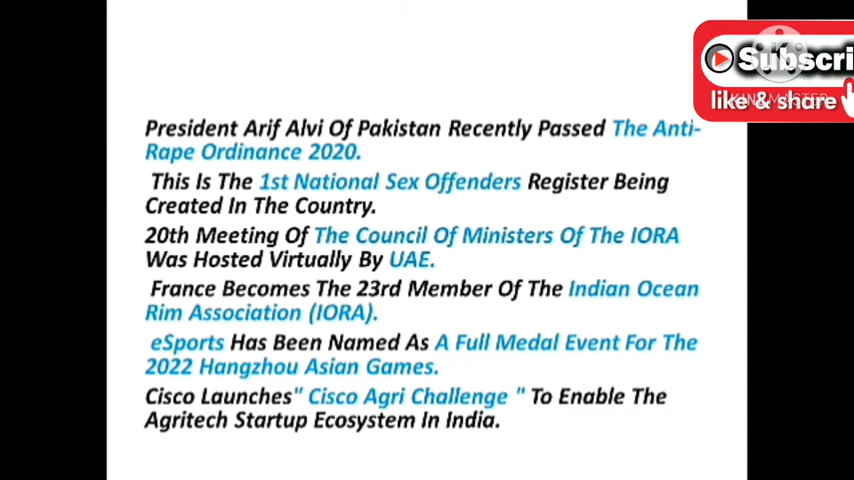 Subscri
like & share
KINEMASTER
President Arif Alvi Of Pakistan Recently Passed The Anti-
Rape Ordinance 2020.
This Is The 1st National Sex Offenders Register Being
Created In The Country.
20th Meeting Of The Council Of Ministers Of The IORA
Was Hosted Virtually By UAE.
France Becomes The 23rd Member Of The Indian Ocean
Rim Association (IORA).
eSports Has Been Named As A Full Medal Event For The
2022 Hangzhou Asian Games.
Cisco Launches" Cisco Agri Challenge " To Enable The
Agritech Startup Ecosystem In India.